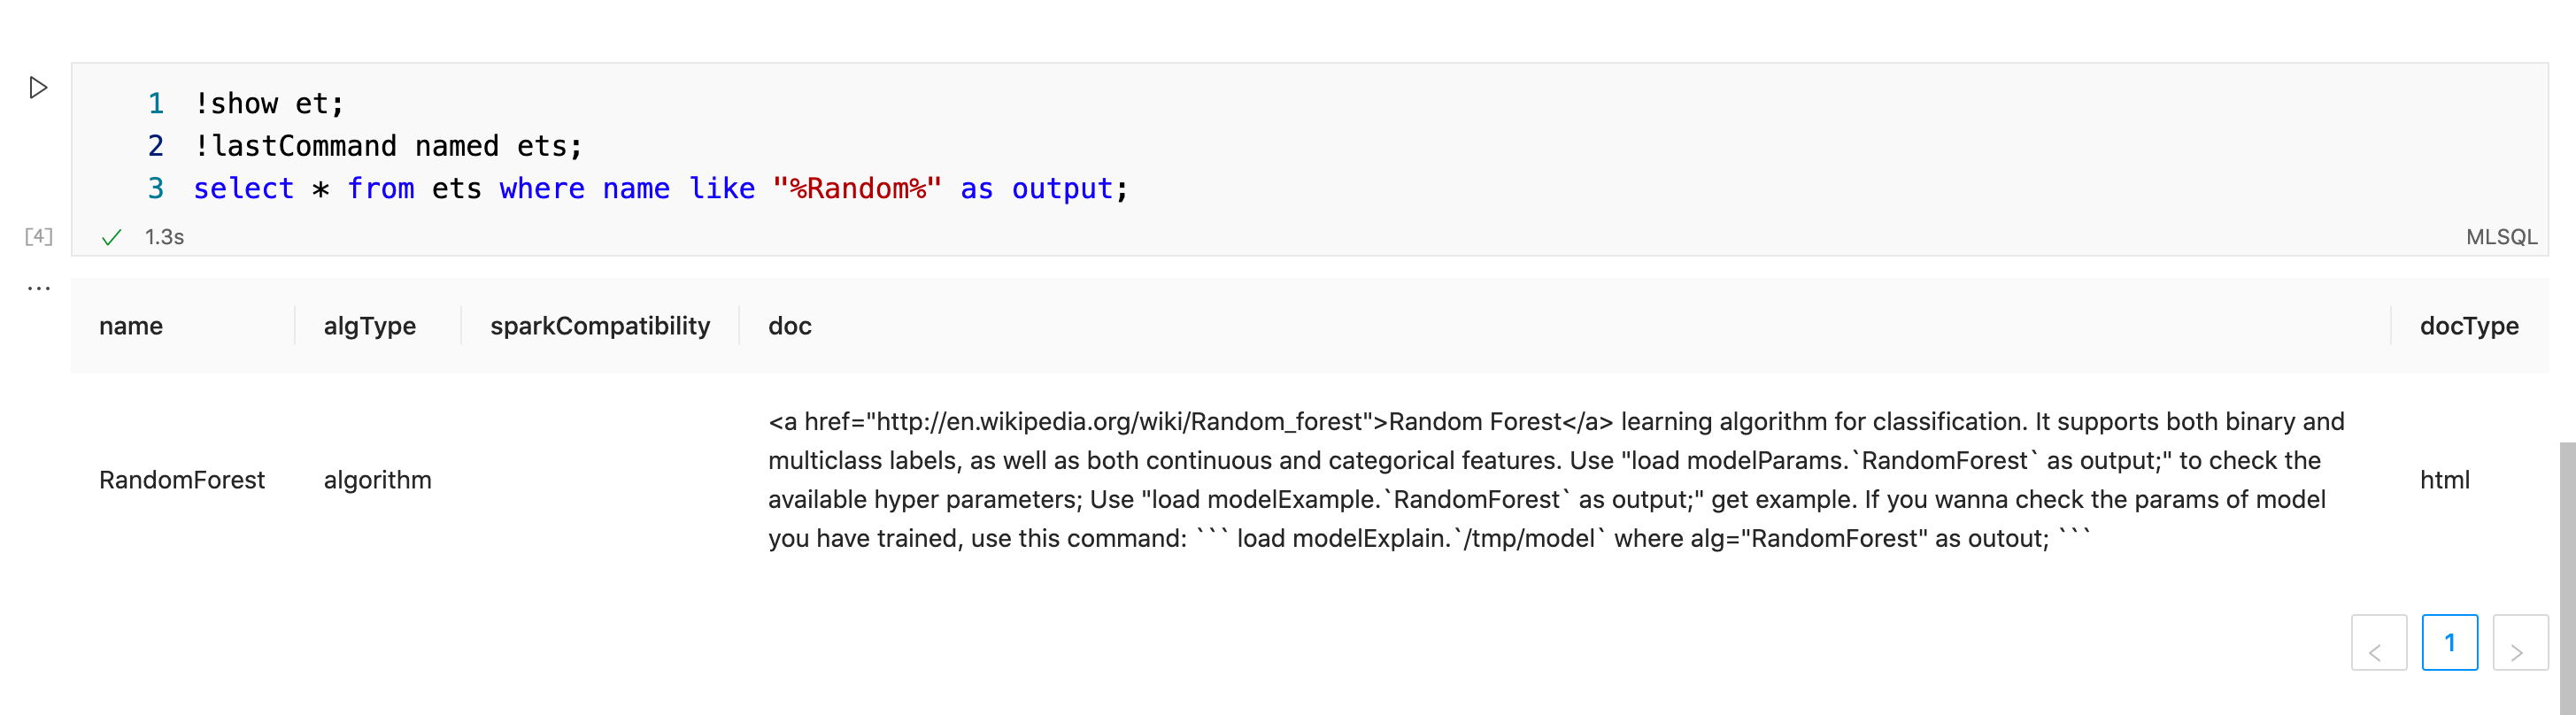 1 !show et;
2 !lastCommand named ets;
3 select * from ets where name like "%Random%" as output;
[4] 1.3s MLSQL
...
name algType sparkCompatibility doc docType
<a href="http://en.wikipedia.org/wiki/Random_forest">Random Forest</a> learning algorithm for classification. It supports both binary and
multiclass labels, as well as both continuous and categorical features. Use "load modelParams.`RandomForest` as output;" to check the
RandomForest algorithm html
available hyper parameters; Use "load modelExample.`RandomForest` as output;" get example. If you wanna check the params of model
you have trained, use this command: ``` load modelExplain.`/tmp/model` where alg="RandomForest" as outout; ```
< 1 >